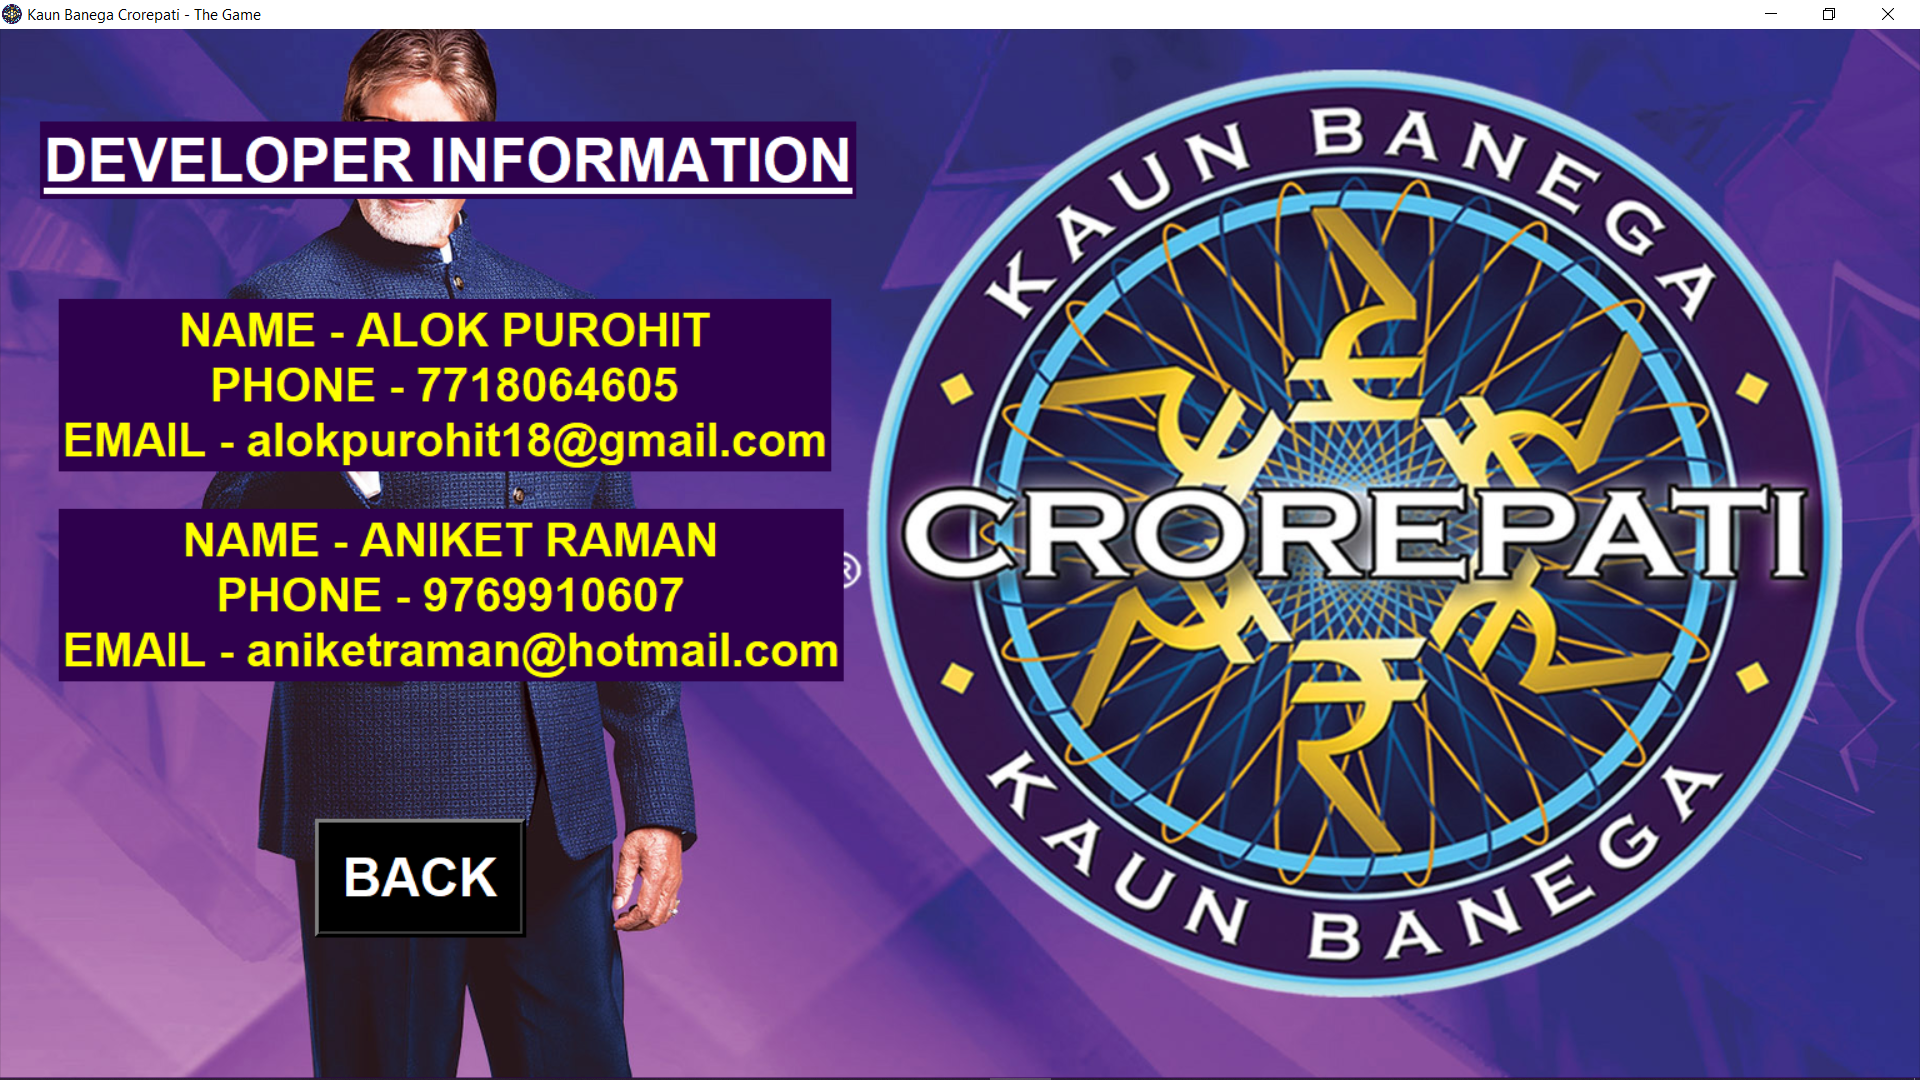 Kaun Banega Crorepati - The Game
DEVELOPER INFORMATION
NAME - ALOK PUROHIT
PHONE - 7718064605
EMAIL - alokpurohit18@gmail.com
NAME - ANIKET RAMAN
PHONE - 9769910607
EMAIL - aniketraman@hotmail.com
BACK
®
KAUN BANEGA
CROREPATI
KAUN BANEGA